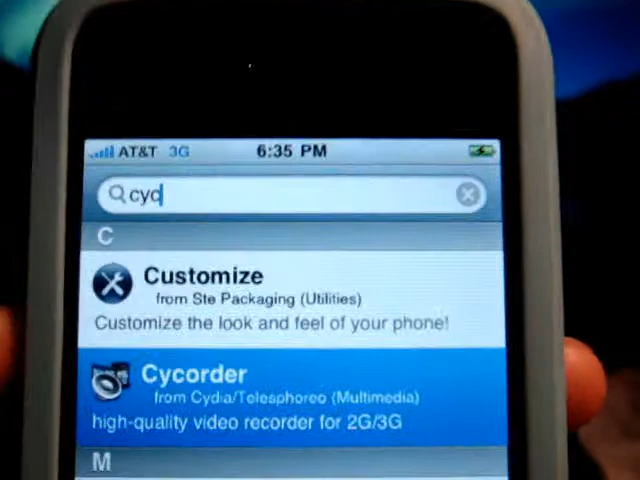 AT&T 3G 6:35 PM
cyc
C
Customize
from Ste Packaging (Utilities)
Customize the look and feel of your phone!
Cycorder
from Cydia/Telesphoreo (Multimedia)
high-quality video recorder for 2G/3G
M